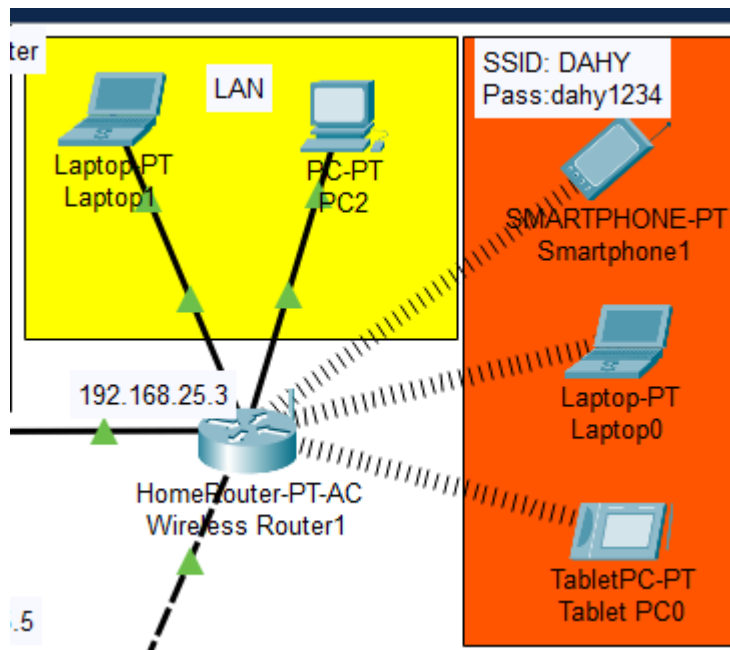 ter
LAN
SSID: DAHY
Pass:dahy1234
Laptop-PT
Laptop1
PC-PT
PC2
SMARTPHONE-PT
Smartphone1
192.168.25.3
Laptop-PT
Laptop0
HomeRouter-PT-AC
Wireless Router1
TabletPC-PT
Tablet PC0
.5